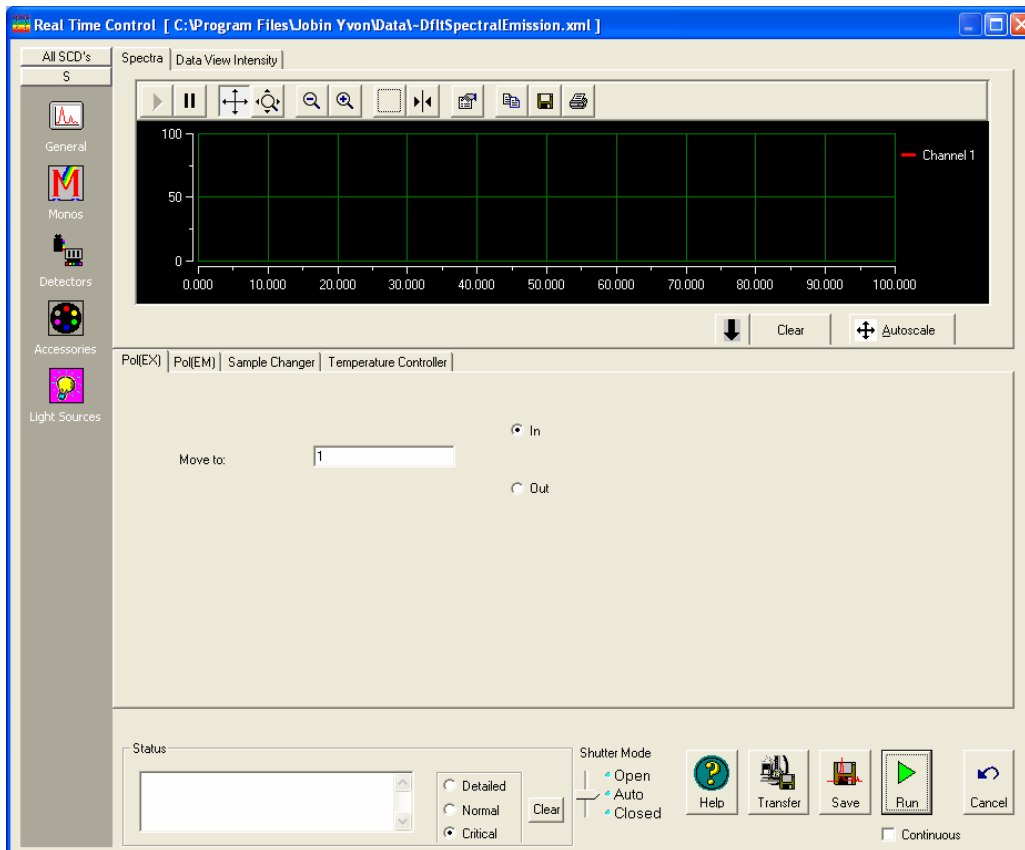 Real Time Control [ C:\Program Files\Jobin Yvon\Data\~DfltSpectralEmission.xml ]
All SCD's
S
General
Monos
Detectors
Accessories
Light Sources
Spectra Data View Intensity
100
50
0
0.000 10.000 20.000 30.000 40.000 50.000 60.000 70.000 80.000 90.000 100.000
Channel 1
Clear Autoscale
Pol(EX) Pol(EM) Sample Changer Temperature Controller
In
Move to: 1
Out
Status
Detailed
Normal
Critical
Clear
Shutter Mode
Open
Auto
Closed
Help Transfer Save Run Cancel
Continuous